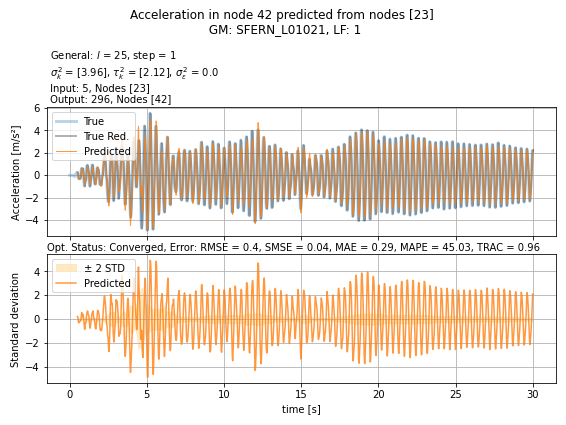 Acceleration in node 42 predicted from nodes [23]
GM: SFERN_L01021, LF: 1
General: l = 25, step = 1
σ²ₖ = [3.96], τ²ₖ = [2.12], σ²ε = 0.0
Input: 5, Nodes [23]
Output: 296, Nodes [42]
True
True Red.
Predicted
Acceleration [m/s²]
6
4
2
0
−2
−4
Opt. Status: Converged, Error: RMSE = 0.4, SMSE = 0.04, MAE = 0.29, MAPE = 45.03, TRAC = 0.96
± 2 STD
Predicted
Standard deviation
4
2
0
−2
−4
0 5 10 15 20 25 30
time [s]